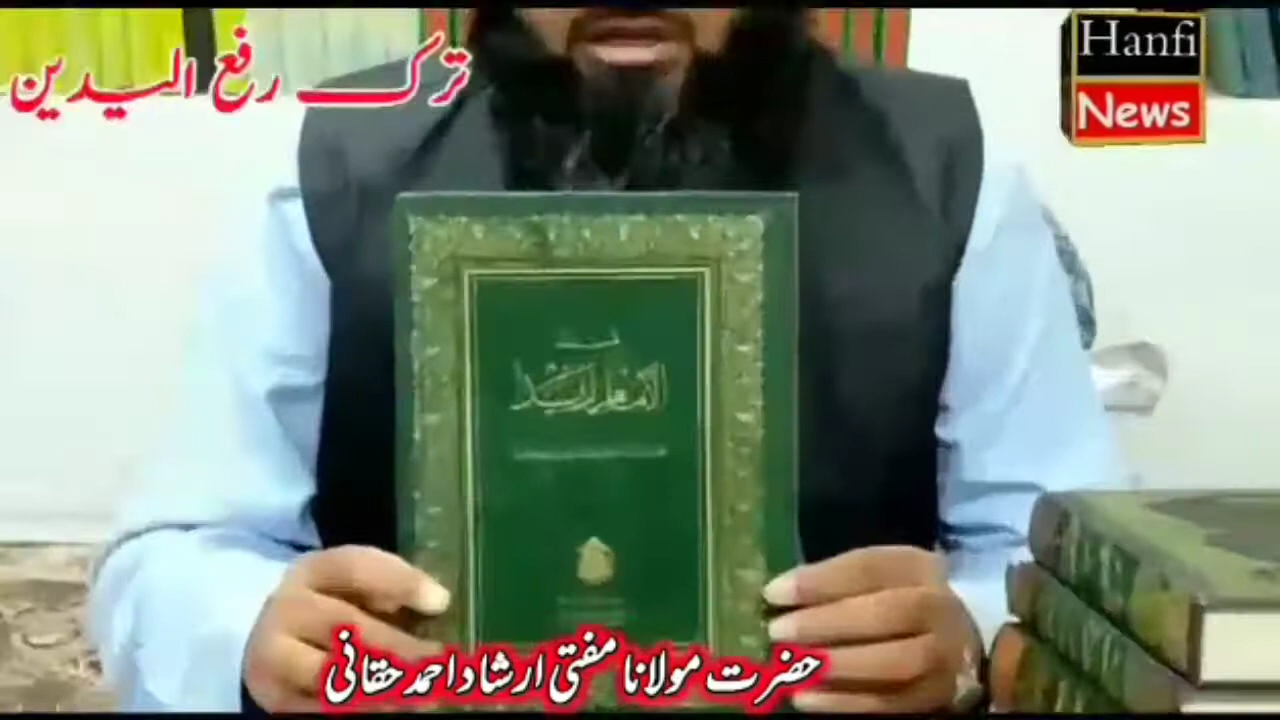 ترک رفع الیدین
Hanfi
News
حضرت مولانا مفتی ارشاد احمد حقانی